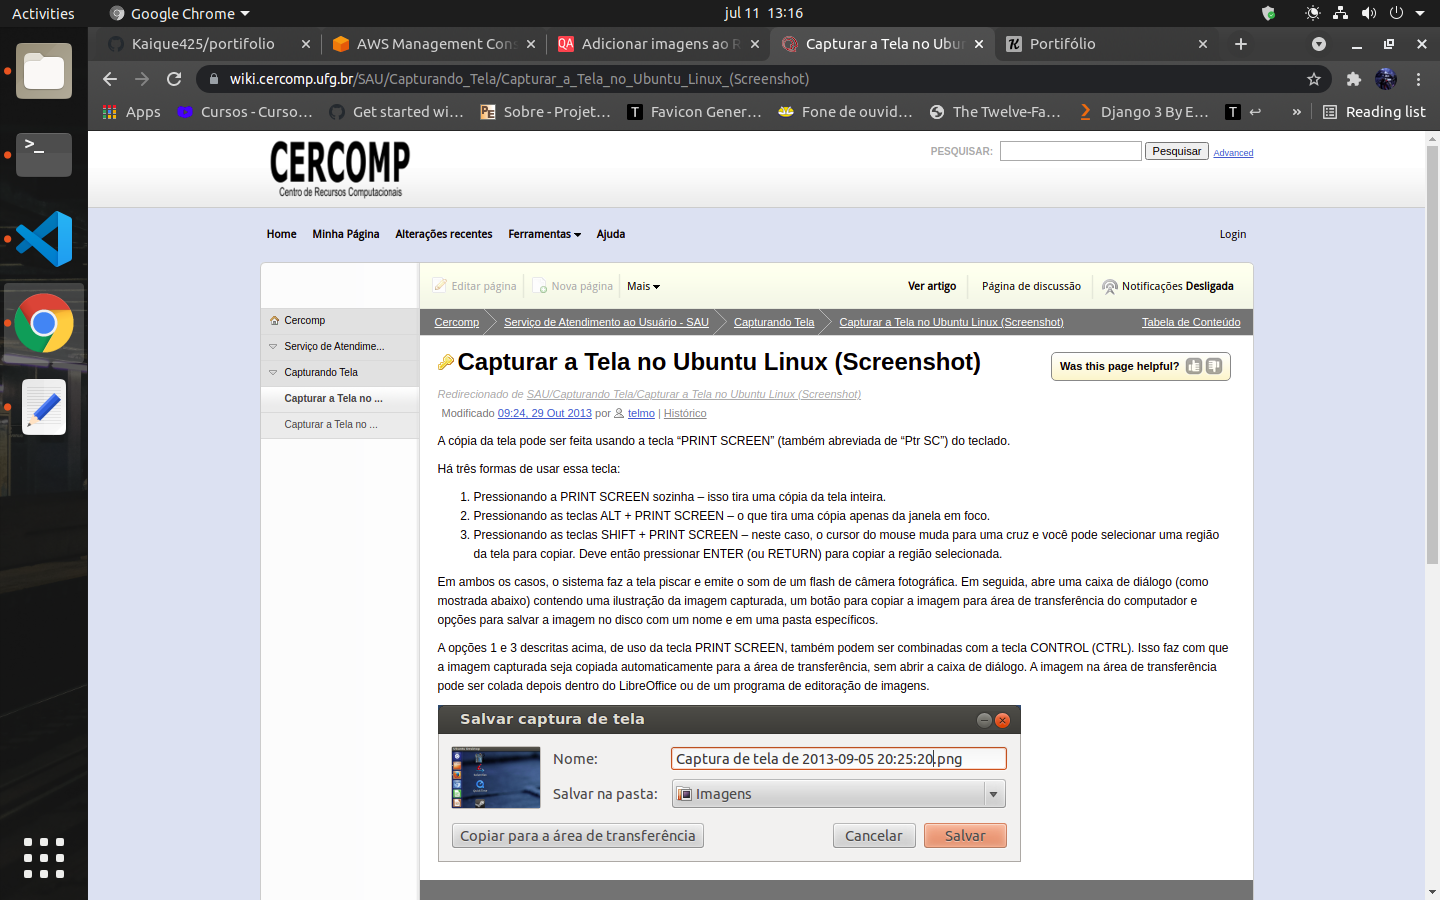 Activities
Google Chrome
jul 11 13:16
Kaique425/portifolio
AWS Management Cons
Adicionar imagens ao R
Capturar a Tela no Ubun
Portifólio
wiki.cercomp.ufg.br/SAU/Capturando_Tela/Capturar_a_Tela_no_Ubuntu_Linux_(Screenshot)
Apps
Cursos - Curso...
Get started wi...
Sobre - Projet...
Favicon Gener...
Fone de ouvid...
The Twelve-Fa...
Django 3 By E...
»
Reading list
CERCOMP
Centro de Recursos Computacionais
PESQUISAR:
Pesquisar
Advanced
Home
Minha Página
Alterações recentes
Ferramentas
Ajuda
Login
Editar página
Nova página
Mais
Ver artigo
Página de discussão
Notificações Desligada
Cercomp
Serviço de Atendime...
Capturando Tela
Capturar a Tela no ...
Capturar a Tela no ...
Cercomp
Serviço de Atendimento ao Usuário - SAU
Capturando Tela
Capturar a Tela no Ubuntu Linux (Screenshot)
Tabela de Conteúdo
Capturar a Tela no Ubuntu Linux (Screenshot)
Was this page helpful?
Redirecionado de SAU/Capturando Tela/Capturar a Tela no Ubuntu Linux (Screenshot)
Modificado 09:24, 29 Out 2013 por telmo | Histórico
A cópia da tela pode ser feita usando a tecla “PRINT SCREEN” (também abreviada de “Ptr SC”) do teclado.
Há três formas de usar essa tecla:
1. Pressionando a PRINT SCREEN sozinha – isso tira uma cópia da tela inteira.
2. Pressionando as teclas ALT + PRINT SCREEN – o que tira uma cópia apenas da janela em foco.
3. Pressionando as teclas SHIFT + PRINT SCREEN – neste caso, o cursor do mouse muda para uma cruz e você pode selecionar uma região
da tela para copiar. Deve então pressionar ENTER (ou RETURN) para copiar a região selecionada.
Em ambos os casos, o sistema faz a tela piscar e emite o som de um flash de câmera fotográfica. Em seguida, abre uma caixa de diálogo (como
mostrada abaixo) contendo uma ilustração da imagem capturada, um botão para copiar a imagem para área de transferência do computador e
opções para salvar a imagem no disco com um nome e em uma pasta específicos.
A opções 1 e 3 descritas acima, de uso da tecla PRINT SCREEN, também podem ser combinadas com a tecla CONTROL (CTRL). Isso faz com que
a imagem capturada seja copiada automaticamente para a área de transferência, sem abrir a caixa de diálogo. A imagem na área de transferência
pode ser colada depois dentro do LibreOffice ou de um programa de editoração de imagens.
Salvar captura de tela
Nome:
Captura de tela de 2013-09-05 20:25:20.png
Salvar na pasta:
Imagens
Copiar para a área de transferência
Cancelar
Salvar